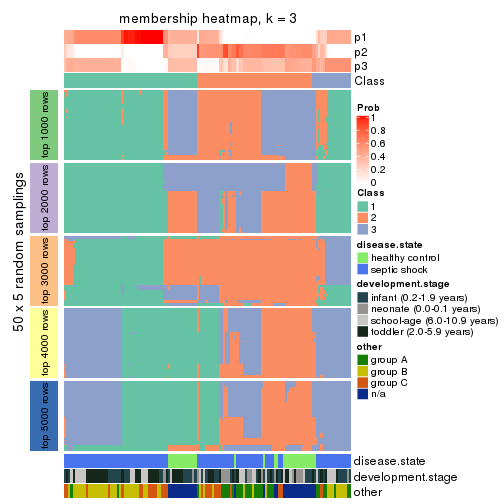 membership heatmap, k = 3
p1
p2
p3
Class
50 x 5 random samplings
top 1000 rows
top 2000 rows
top 3000 rows
top 4000 rows
top 5000 rows
Prob
1
0.8
0.6
0.4
0.2
0
Class
1
2
3
disease.state
healthy control
septic shock
development.stage
infant (0.2-1.9 years)
neonate (0.0-0.1 years)
school-age (6.0-10.9 years)
toddler (2.0-5.9 years)
other
group A
group B
group C
n/a
disease.state
development.stage
other